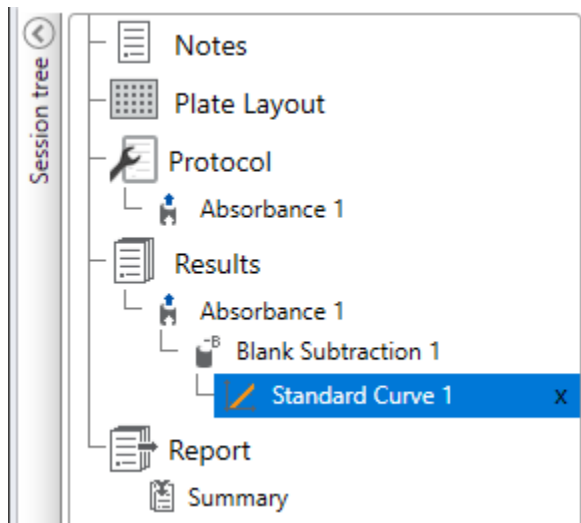 Session tree
Notes
Plate Layout
Protocol
Absorbance 1
Results
Absorbance 1
-B
Blank Subtraction 1
Standard Curve 1 x
Report
Summary